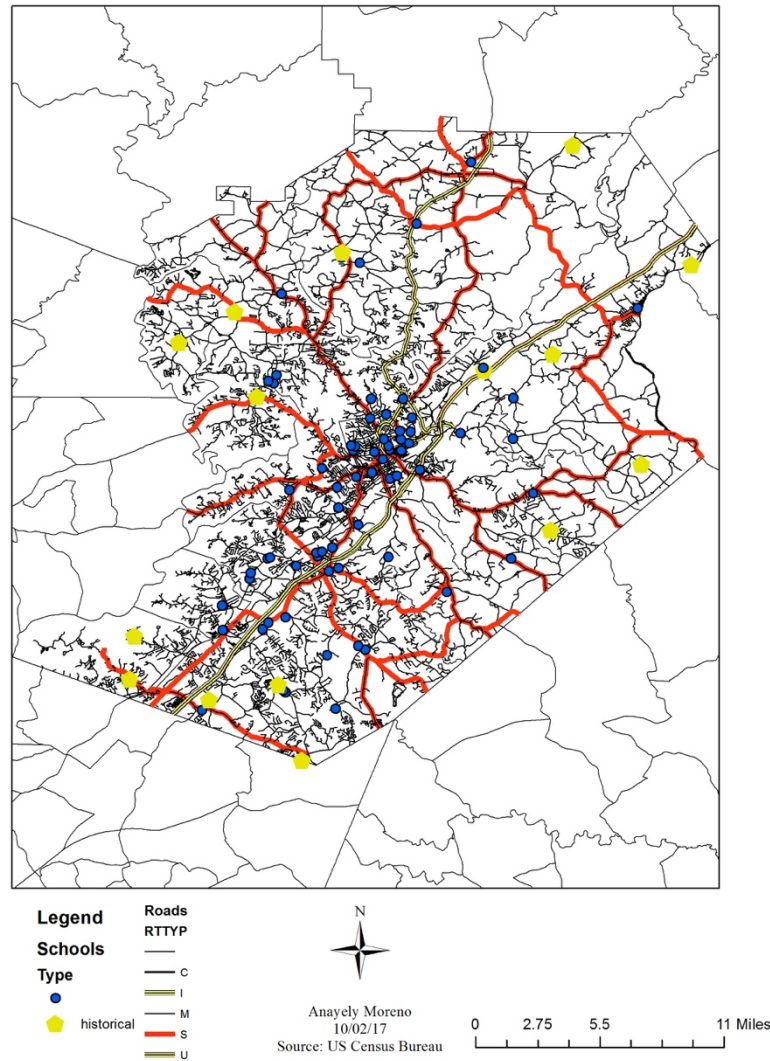 Legend
Schools
Type
historical
Roads
RTTYP
C
I
M
S
U
N
Anayely Moreno
10/02/17
Source: US Census Bureau
0 2.75 5.5 11 Miles